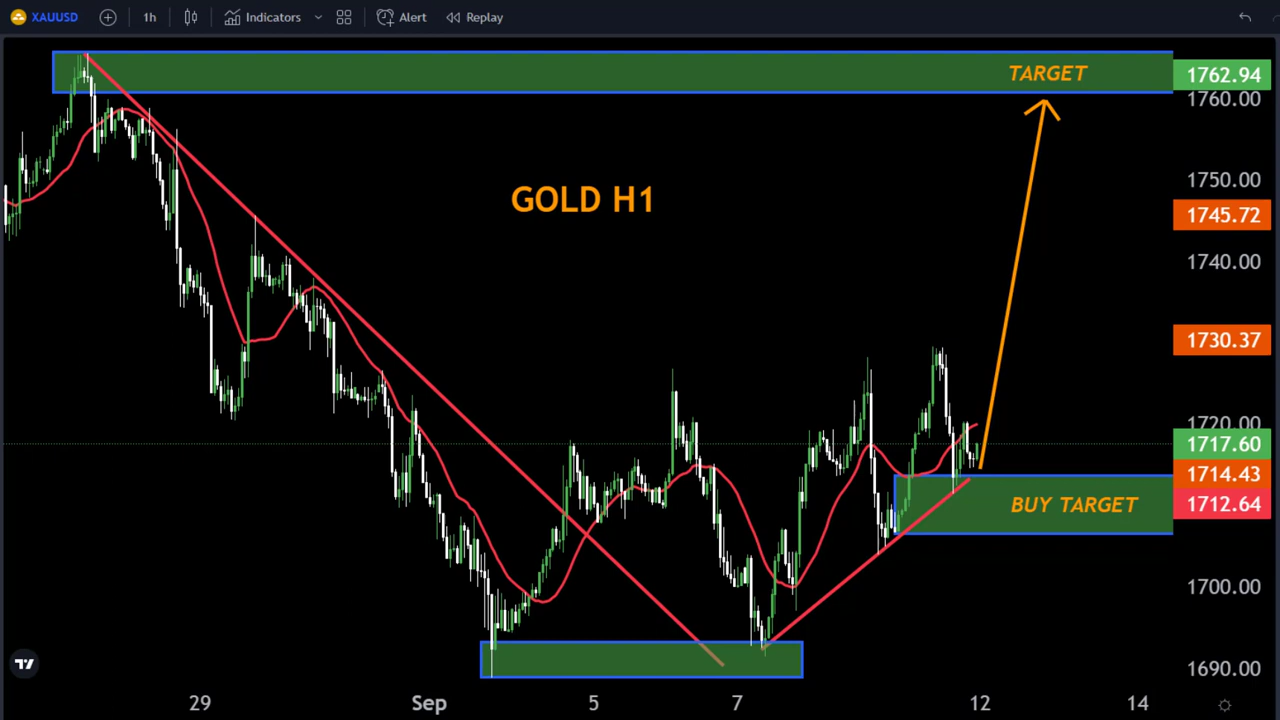 XAUUSD
1h
Indicators
Alert
Replay
TARGET
1762.94
1760.00
GOLD H1
1750.00
1745.72
1740.00
1730.37
1720.00
1717.60
1714.43
BUY TARGET
1712.64
1700.00
1690.00
29
Sep
5
7
12
14